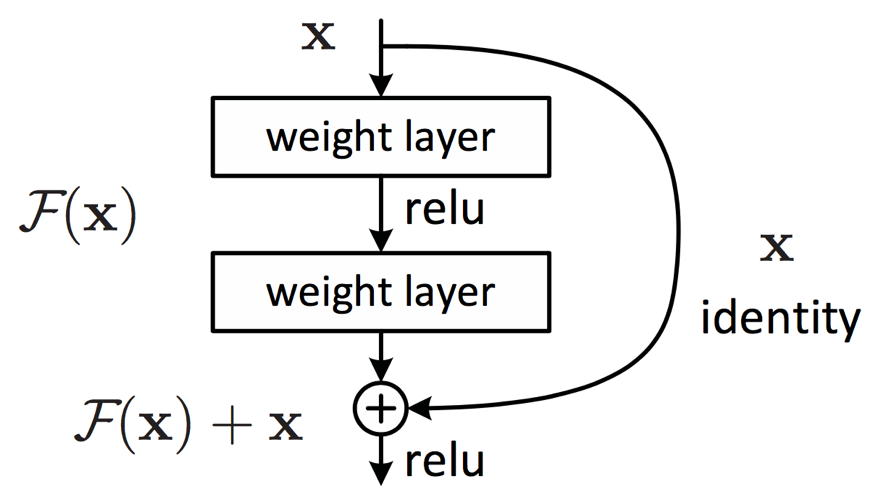 x
weight layer
relu
F(x)
weight layer
x
identity
F(x) + x
relu